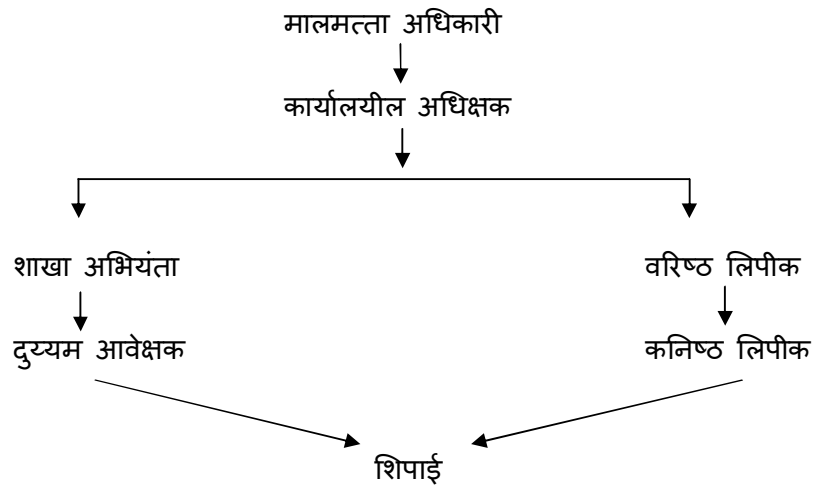 मालमत्ता अधिकारी
कार्यालयील अधिक्षक
शाखा अभियंता
वरिष्ठ लिपीक
दुय्यम आवेक्षक
कनिष्ठ लिपीक
शिपाई